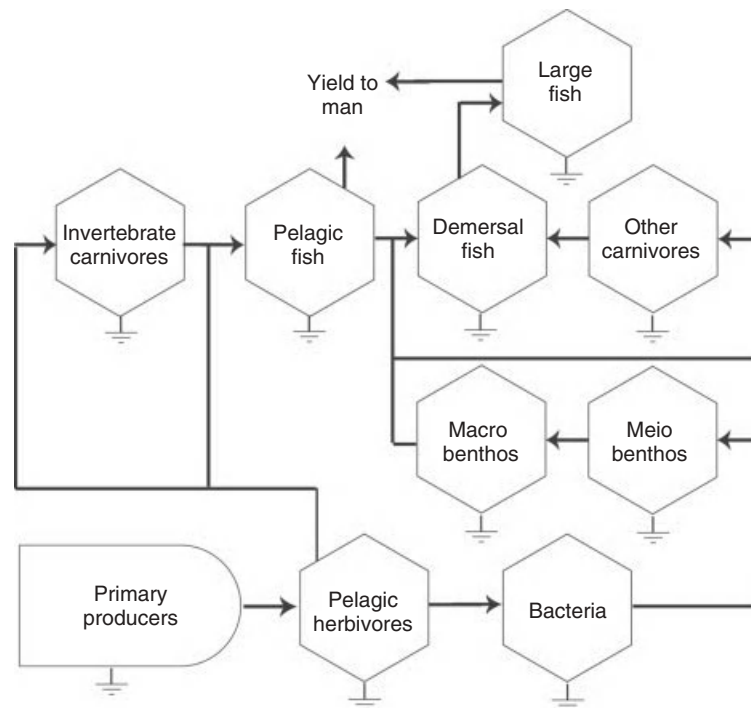 Large
fish
Yield to
man
Invertebrate
carnivores
Pelagic
fish
Demersal
fish
Other
carnivores
Macro
benthos
Meio
benthos
Primary
producers
Pelagic
herbivores
Bacteria